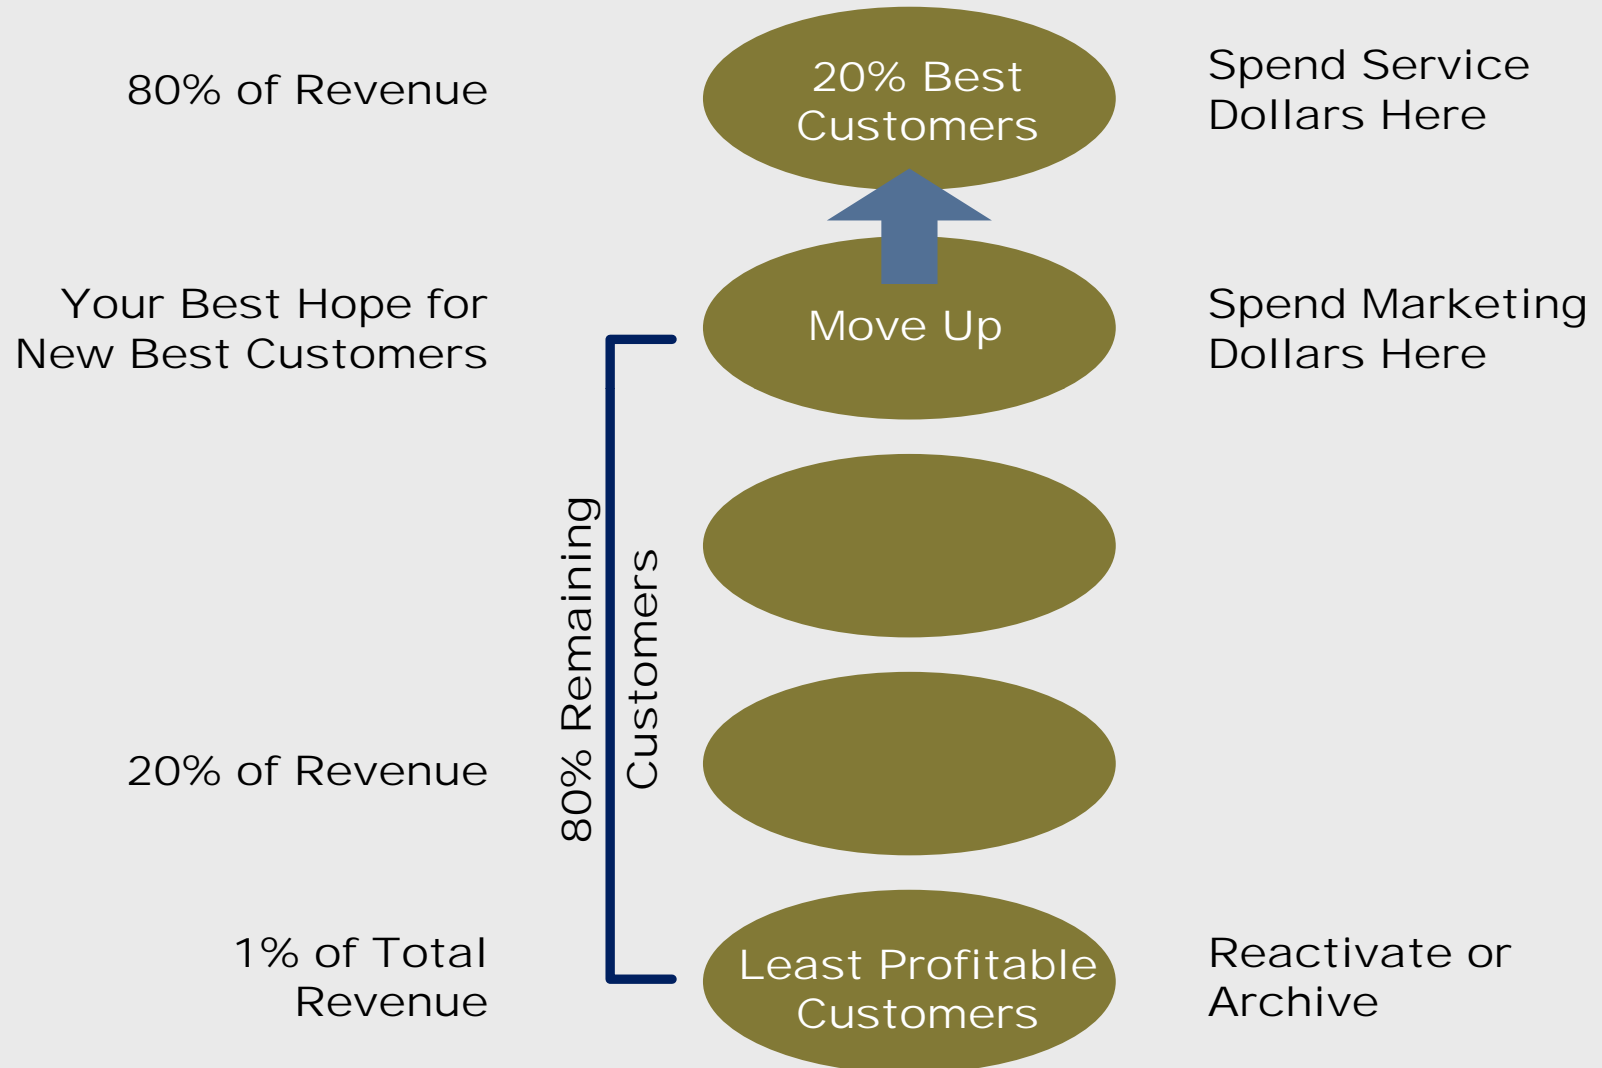 80% of Revenue
20% Best
Customers
Spend Service
Dollars Here
Your Best Hope for
New Best Customers
Move Up
Spend Marketing
Dollars Here
80% Remaining
Customers
20% of Revenue
1% of Total
Revenue
Least Profitable
Customers
Reactivate or
Archive